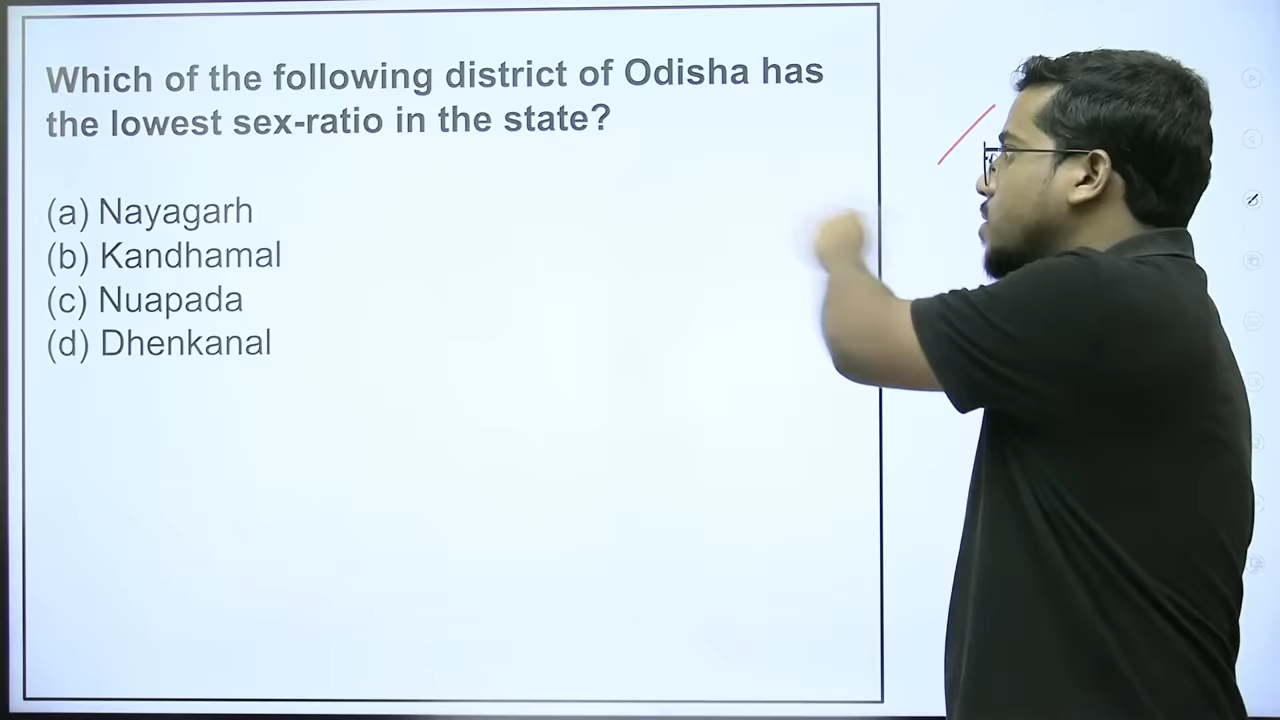 Which of the following district of Odisha has
the lowest sex-ratio in the state?
(a) Nayagarh
(b) Kandhamal
(c) Nuapada
(d) Dhenkanal